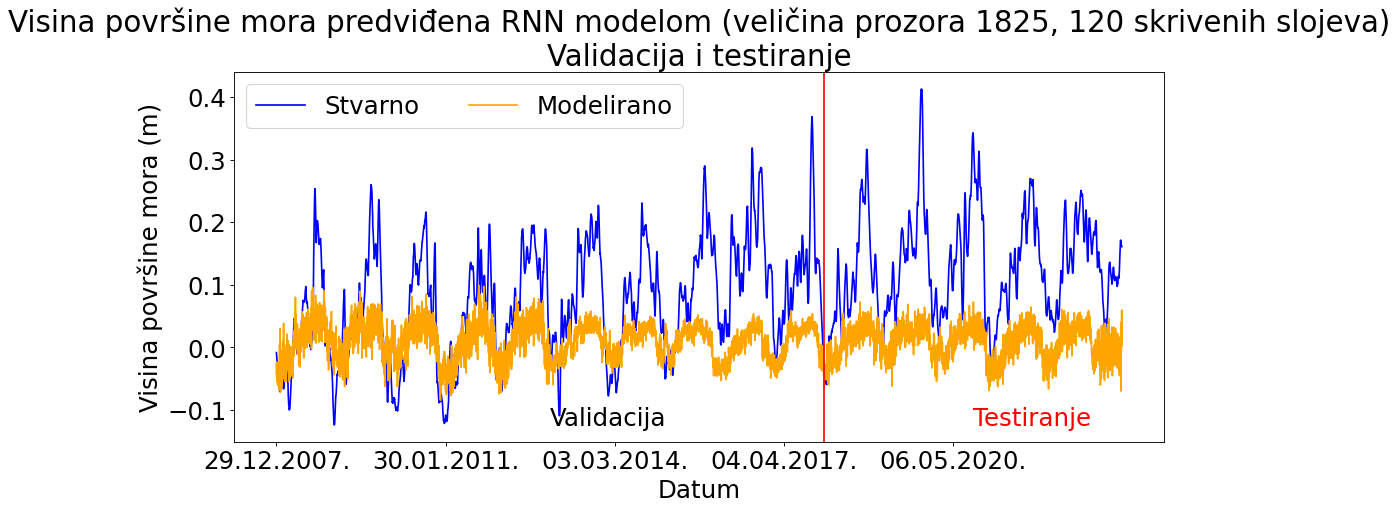 Visina površine mora predviđena RNN modelom (veličina prozora 1825, 120 skrivenih slojeva)
Validacija i testiranje
Stvarno
Modelirano
Visina površine mora (m)
0.4
0.3
0.2
0.1
0.0
−0.1
Validacija
Testiranje
29.12.2007.
30.01.2011.
03.03.2014.
04.04.2017.
06.05.2020.
Datum